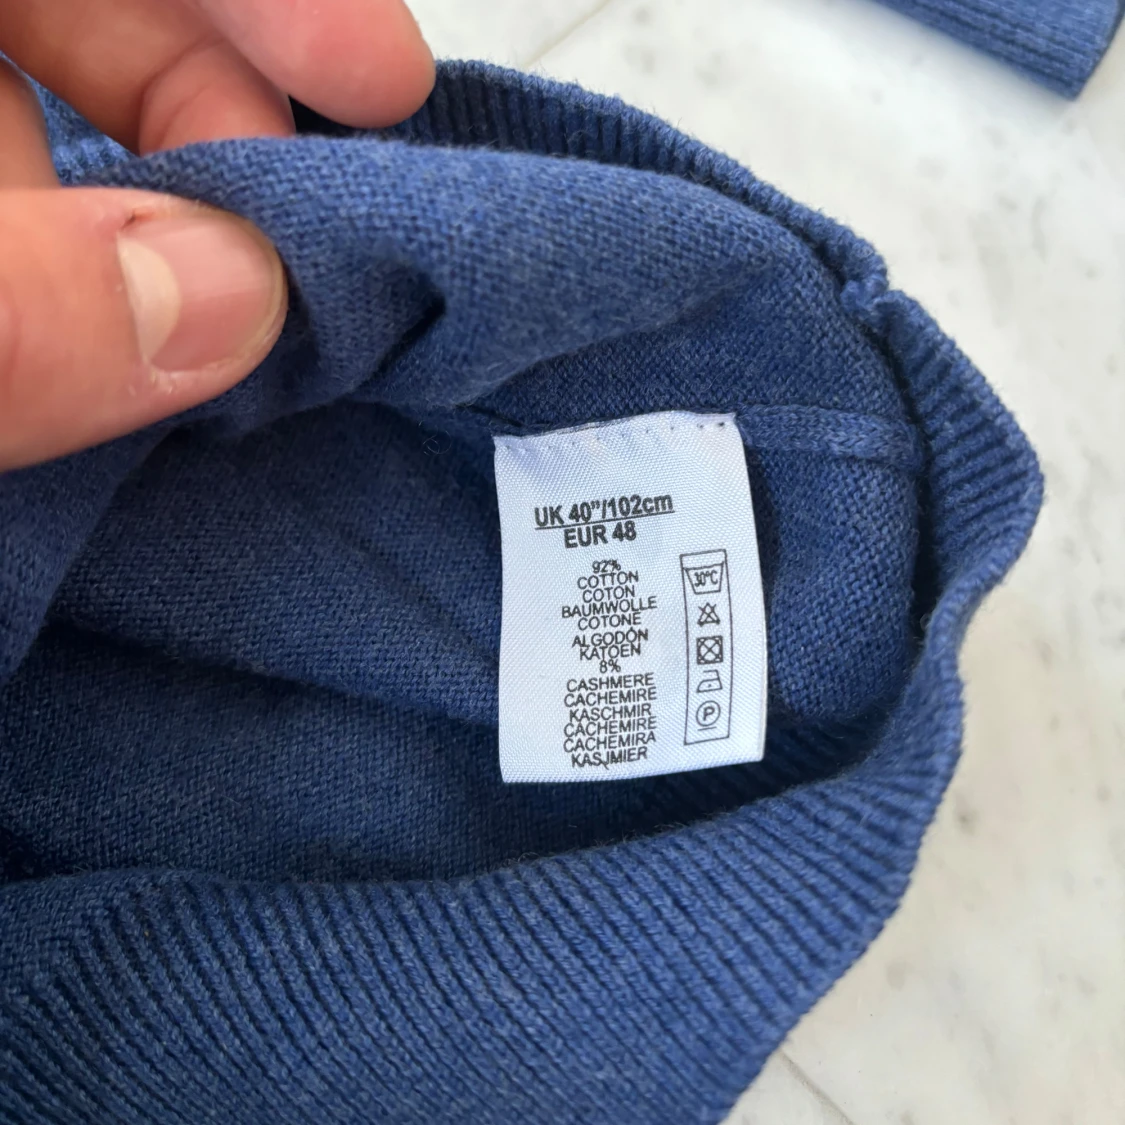 UK 40”/102cm
EUR 48
92%
COTTON
COTON
BAUMWOLLE
COTONE
ALGODÓN
KATOEN
8%
CASHMERE
CACHEMIRE
KASCHMIR
CACHEMIRE
CACHEMIRA
KASJMIER
30°C
P